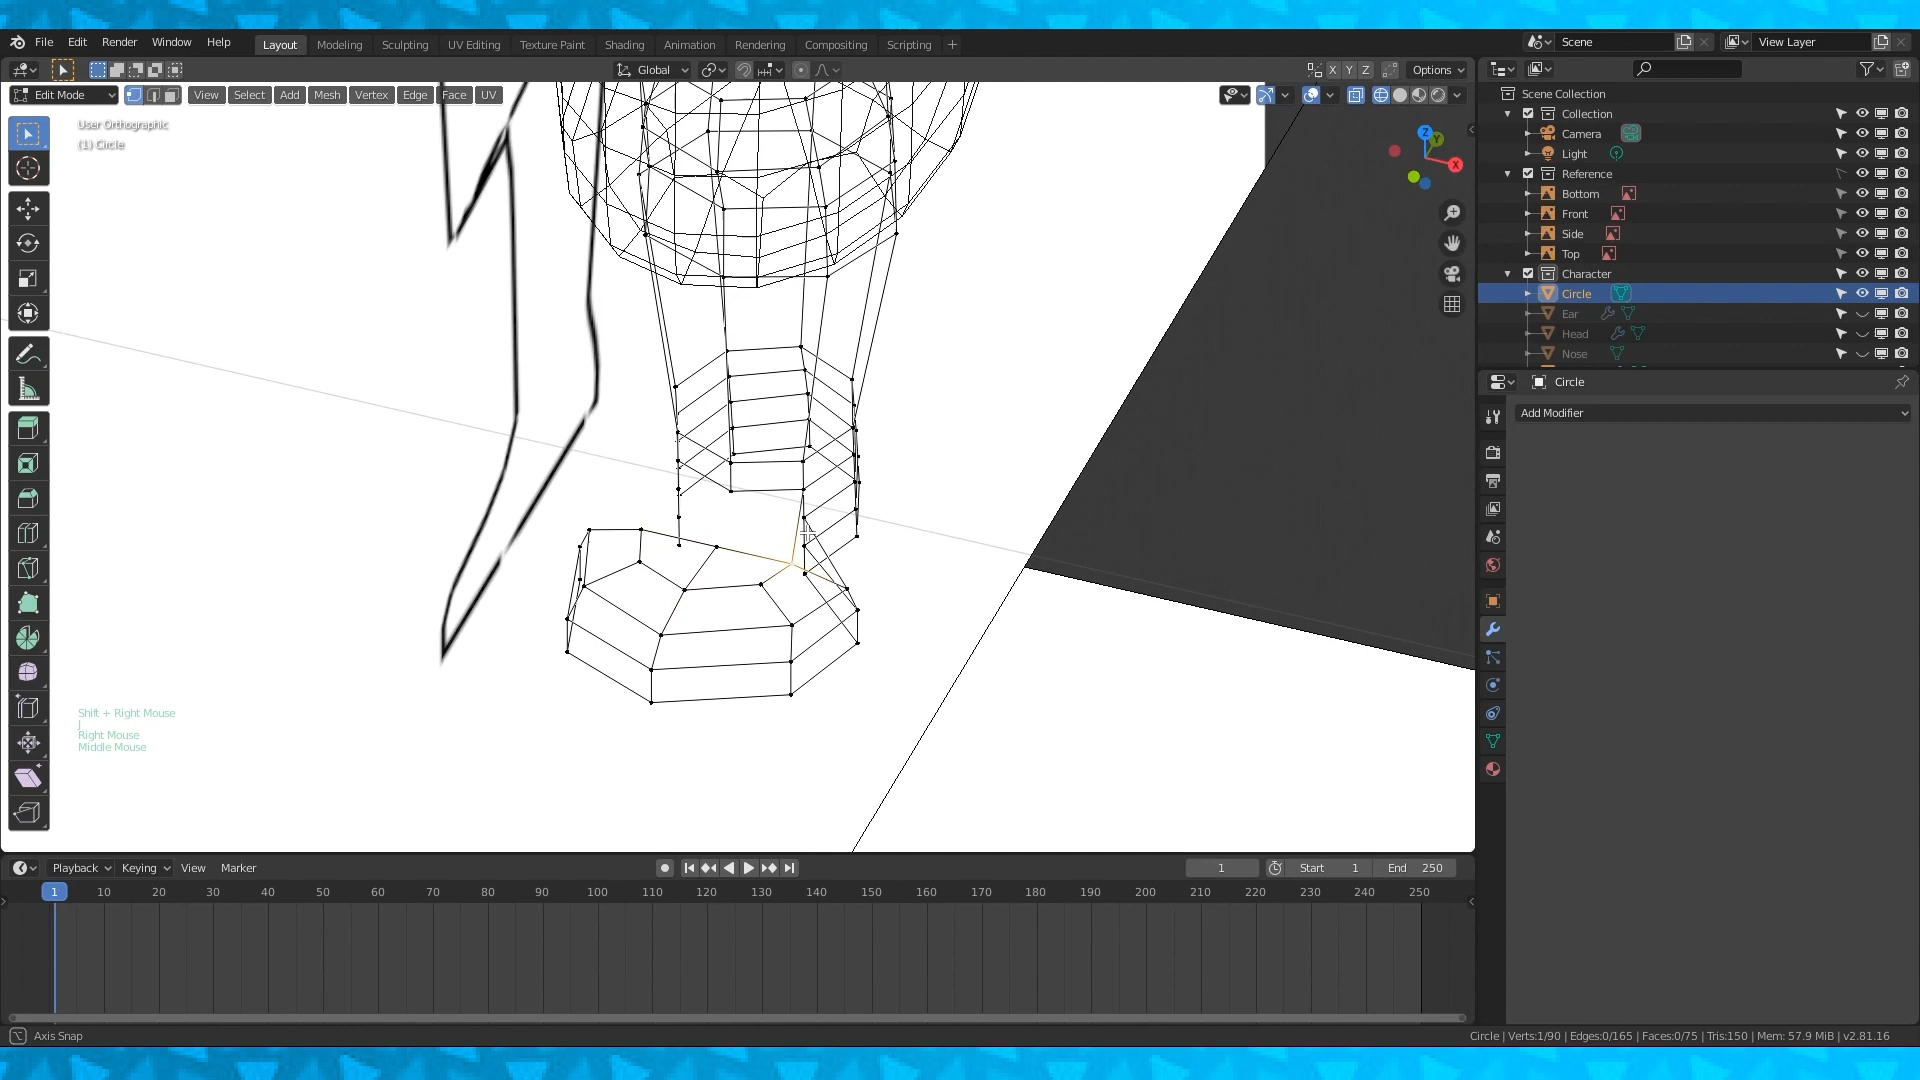 File Edit Render Window Help
Layout Modeling Sculpting UV Editing Texture Paint Shading Animation Rendering Compositing Scripting +
Scene
View Layer
Global
X Y Z
Options
Edit Mode
View Select Add Mesh Vertex Edge Face UV
User Orthographic
(1) Circle
Z
Y
X
Scene Collection
Collection
Camera
Light
Reference
Bottom
Front
Side
Top
Character
Circle
Ear
Head
Nose
Circle
Add Modifier
Shift + Right Mouse
J
Right Mouse
Middle Mouse
Playback Keying View Marker
1
Start 1
End 250
1 10 20 30 40 50 60 70 80 90 100 110 120 130 140 150 160 170 180 190 200 210 220 230 240 250
Axis Snap
Circle | Verts:1/90 | Edges:0/165 | Faces:0/75 | Tris:150 | Mem: 57.9 MiB | v2.81.16